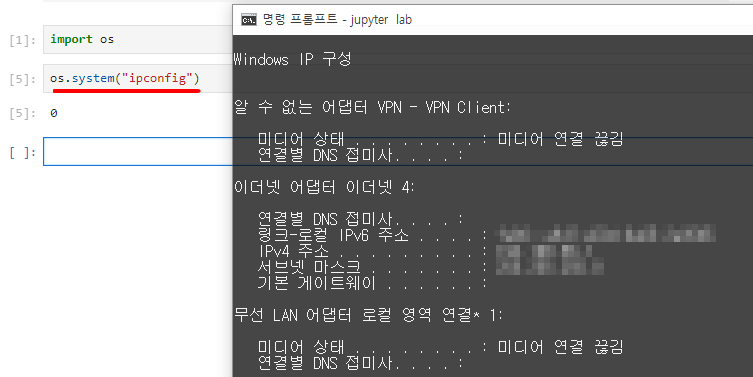 [1]: import os
[5]: os.system("ipconfig")
[5]: 0
[ ]:
명령 프롬프트 - jupyter lab
Windows IP 구성
알 수 없는 어댑터 VPN - VPN Client:
미디어 상태 . . . . . . . . : 미디어 연결 끊김
연결별 DNS 접미사. . . . :
이더넷 어댑터 이더넷 4:
연결별 DNS 접미사. . . . :
링크-로컬 IPv6 주소 . . . . :
IPv4 주소 . . . . . . . . . :
서브넷 마스크 . . . . . . . :
기본 게이트웨이 . . . . . . :
무선 LAN 어댑터 로컬 영역 연결* 1:
미디어 상태 . . . . . . . . : 미디어 연결 끊김
연결별 DNS 접미사. . . . :